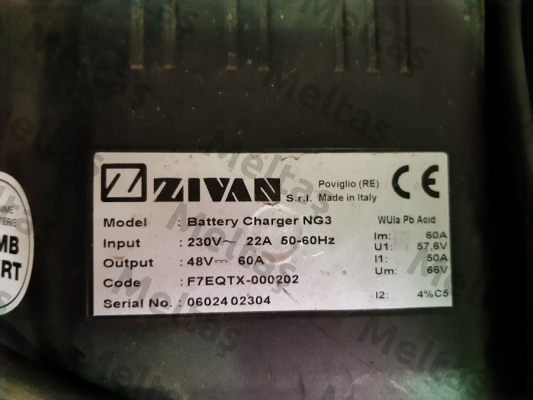 ZIVAN S.r.l.
Poviglio (RE)
Made in Italy
CE
Model : Battery Charger NG3
Input : 230V~ 22A 50-60Hz
Output : 48V⎓ 60A
Code : F7EQTX-000202
Serial No. : 0602402304
WUIa Pb Acid:
Im: 60A
U1: 57,6V
I1: 50A
Um: 66V
I2: 4%C5
MB
RT
Meltaş